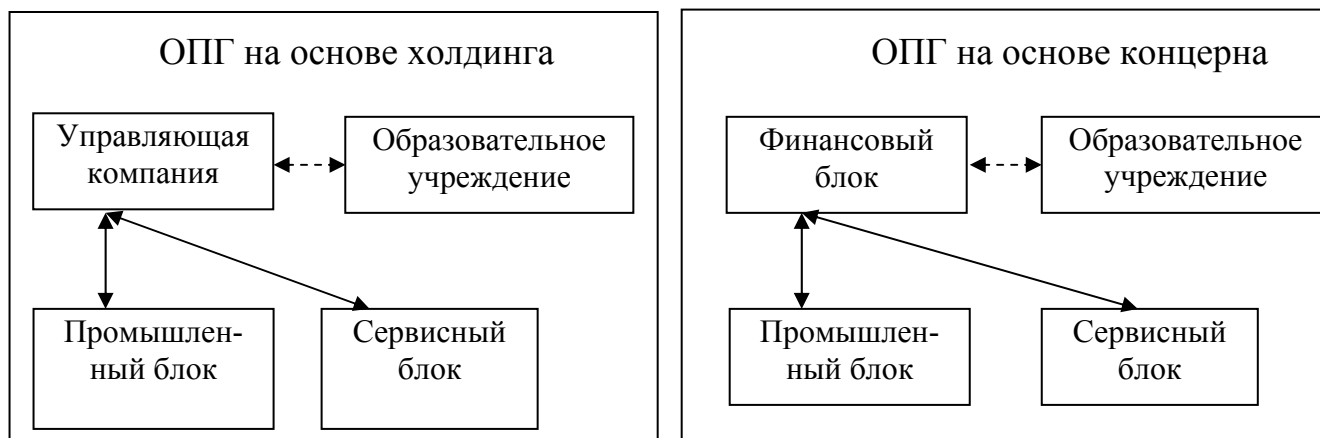 ОПГ на основе холдинга
Управляющая
компания
Образовательное
учреждение
Промышлен-
ный блок
Сервисный
блок
ОПГ на основе концерна
Финансовый
блок
Образовательное
учреждение
Промышлен-
ный блок
Сервисный
блок